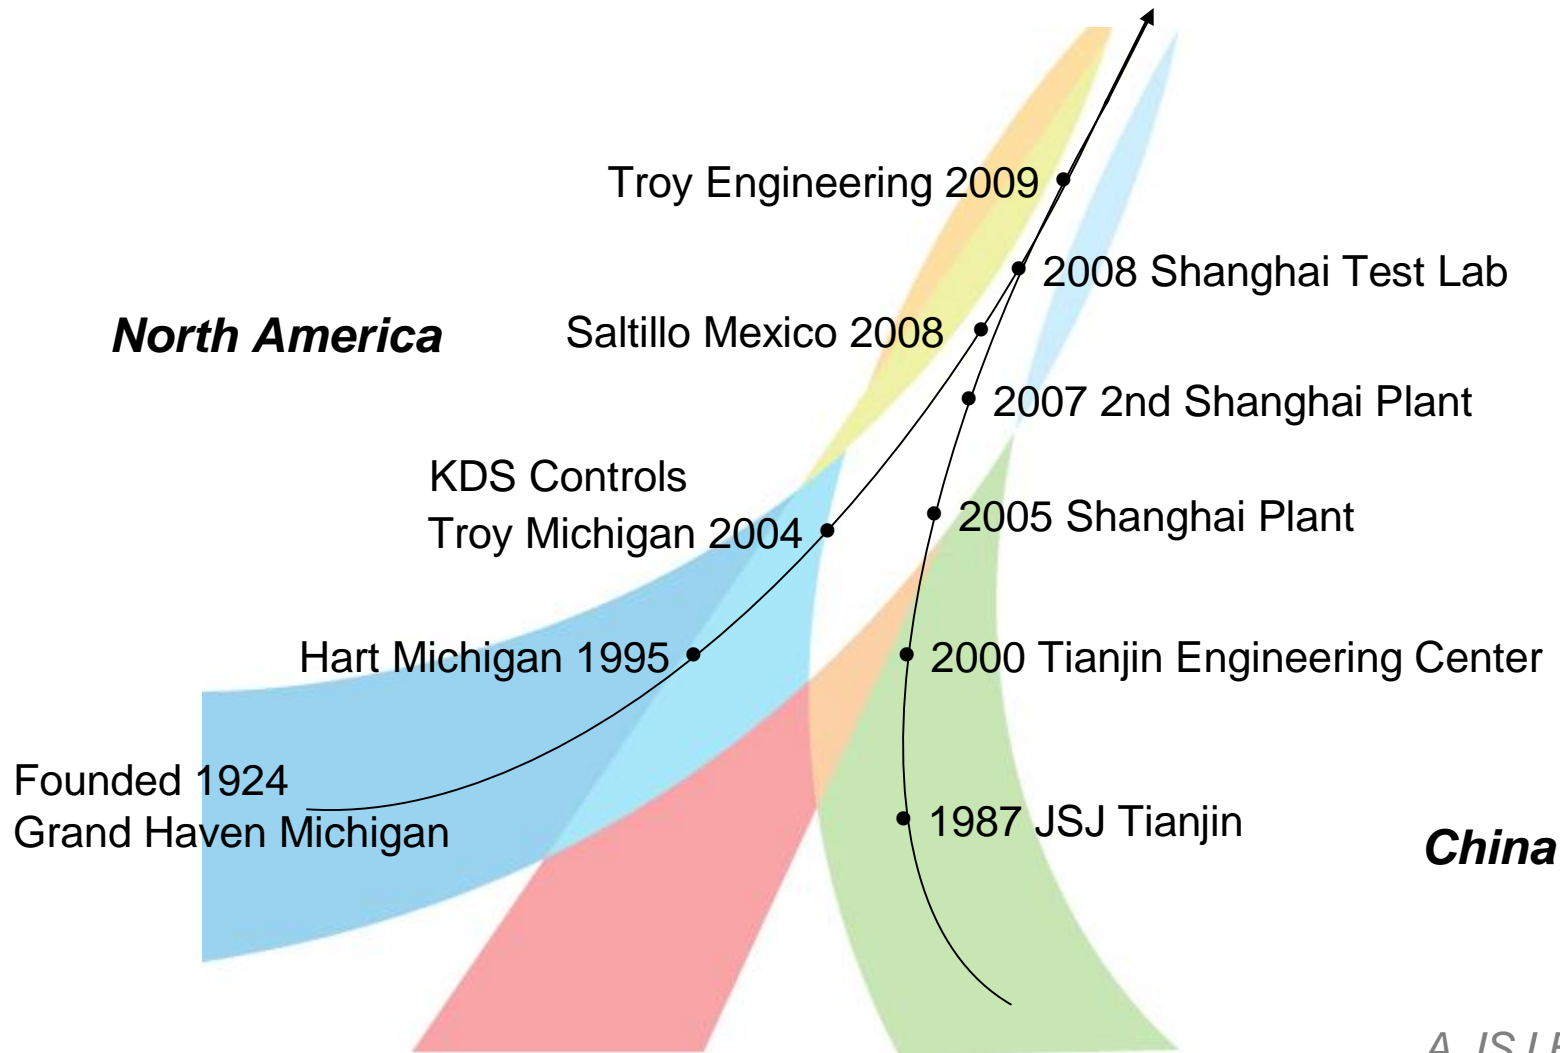 Troy Engineering 2009
2008 Shanghai Test Lab
North America
Saltillo Mexico 2008
2007 2nd Shanghai Plant
KDS Controls
Troy Michigan 2004
2005 Shanghai Plant
Hart Michigan 1995
2000 Tianjin Engineering Center
Founded 1924
Grand Haven Michigan
1987 JSJ Tianjin
China
A JSJ